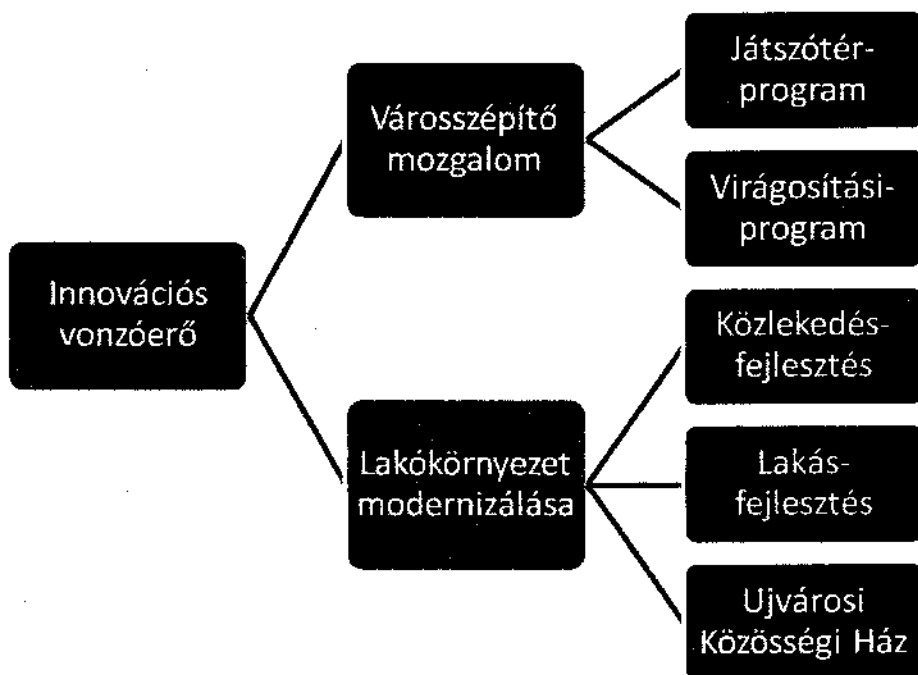 Innovációs
vonzóerő
Városszépítő
mozgalom
Játszótér-
program
Virágosítási-
program
Lakókörnyezet
modernizálása
Közlekedés-
fejlesztés
Lakás-
fejlesztés
Ujvárosi
Közösségi Ház